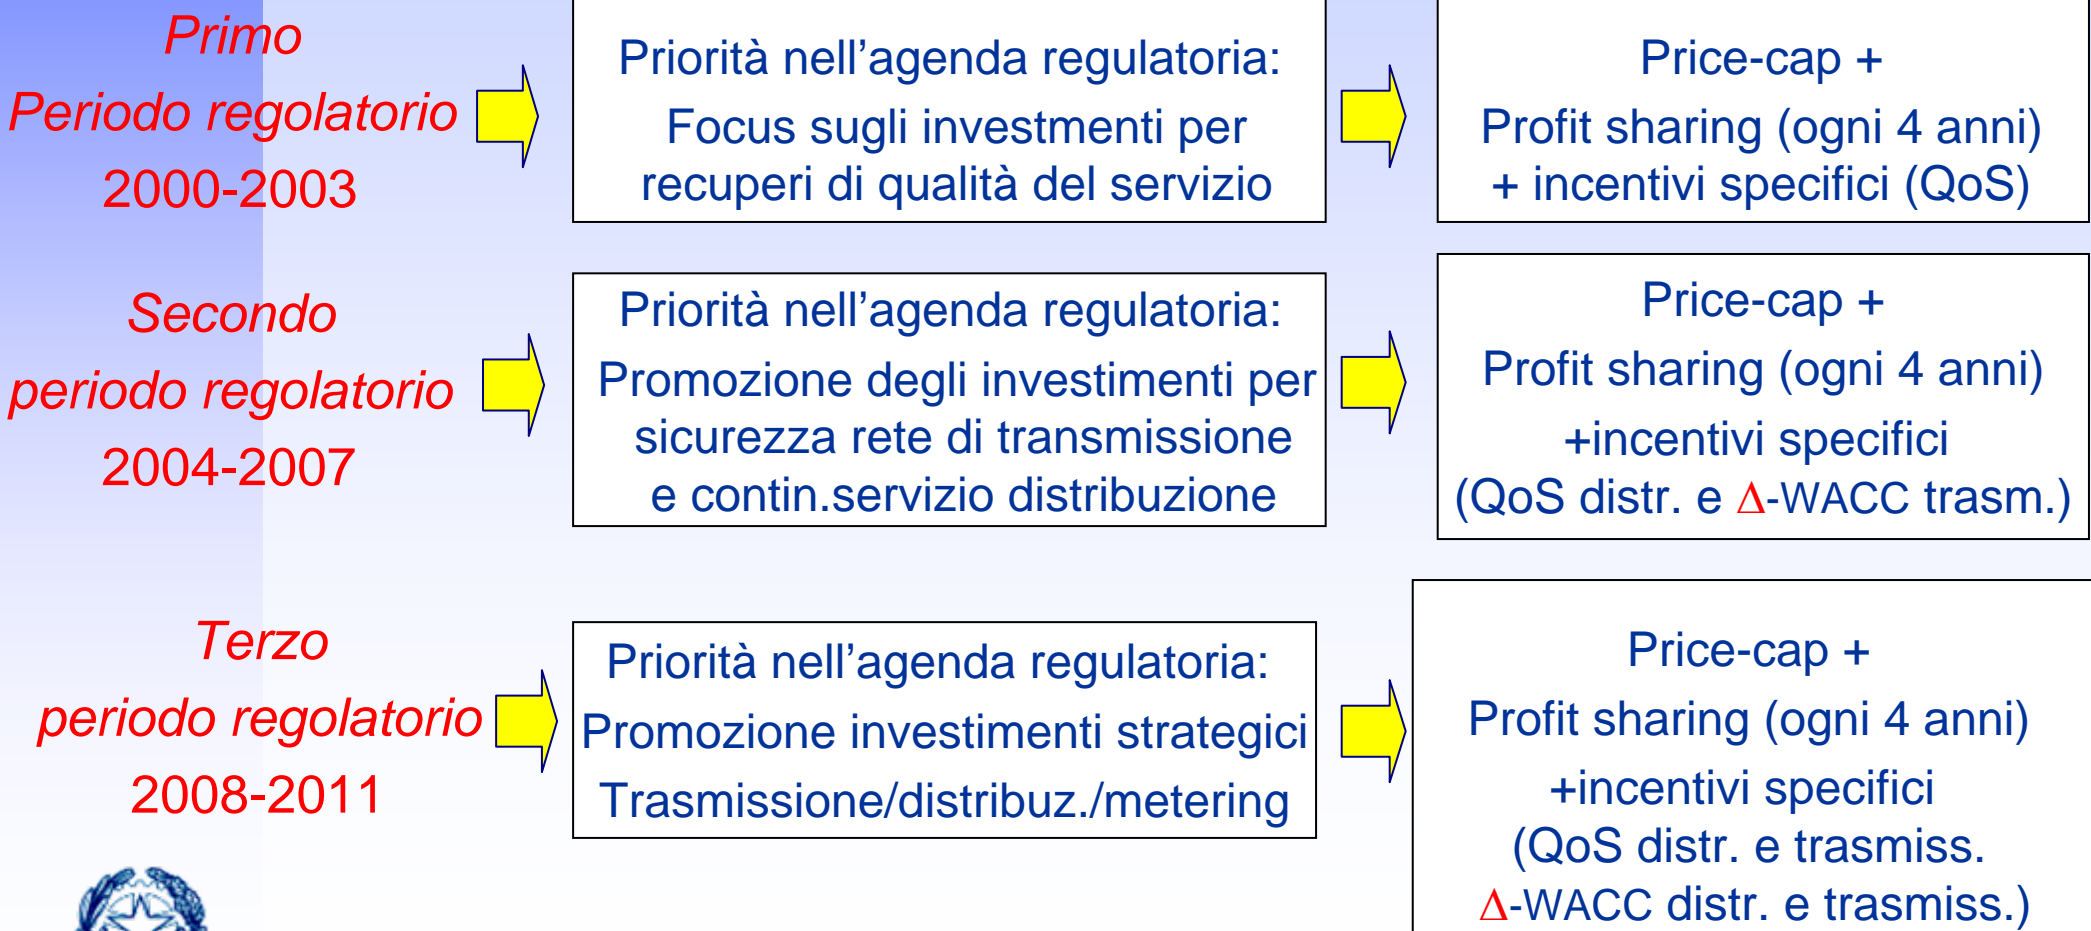 Primo
Periodo regolatorio
2000-2003
Priorità nell’agenda regulatoria:
Focus sugli investmenti per
recuperi di qualità del servizio
Price-cap +
Profit sharing (ogni 4 anni)
+ incentivi specifici (QoS)
Secondo
periodo regolatorio
2004-2007
Priorità nell’agenda regulatoria:
Promozione degli investimenti per
sicurezza rete di transmissione
e contin.servizio distribuzione
Price-cap +
Profit sharing (ogni 4 anni)
+incentivi specifici
(QoS distr. e Δ-WACC trasm.)
Terzo
periodo regolatorio
2008-2011
Priorità nell’agenda regulatoria:
Promozione investimenti strategici
Trasmissione/distribuz./metering
Price-cap +
Profit sharing (ogni 4 anni)
+incentivi specifici
(QoS distr. e trasmiss.
Δ-WACC distr. e trasmiss.)